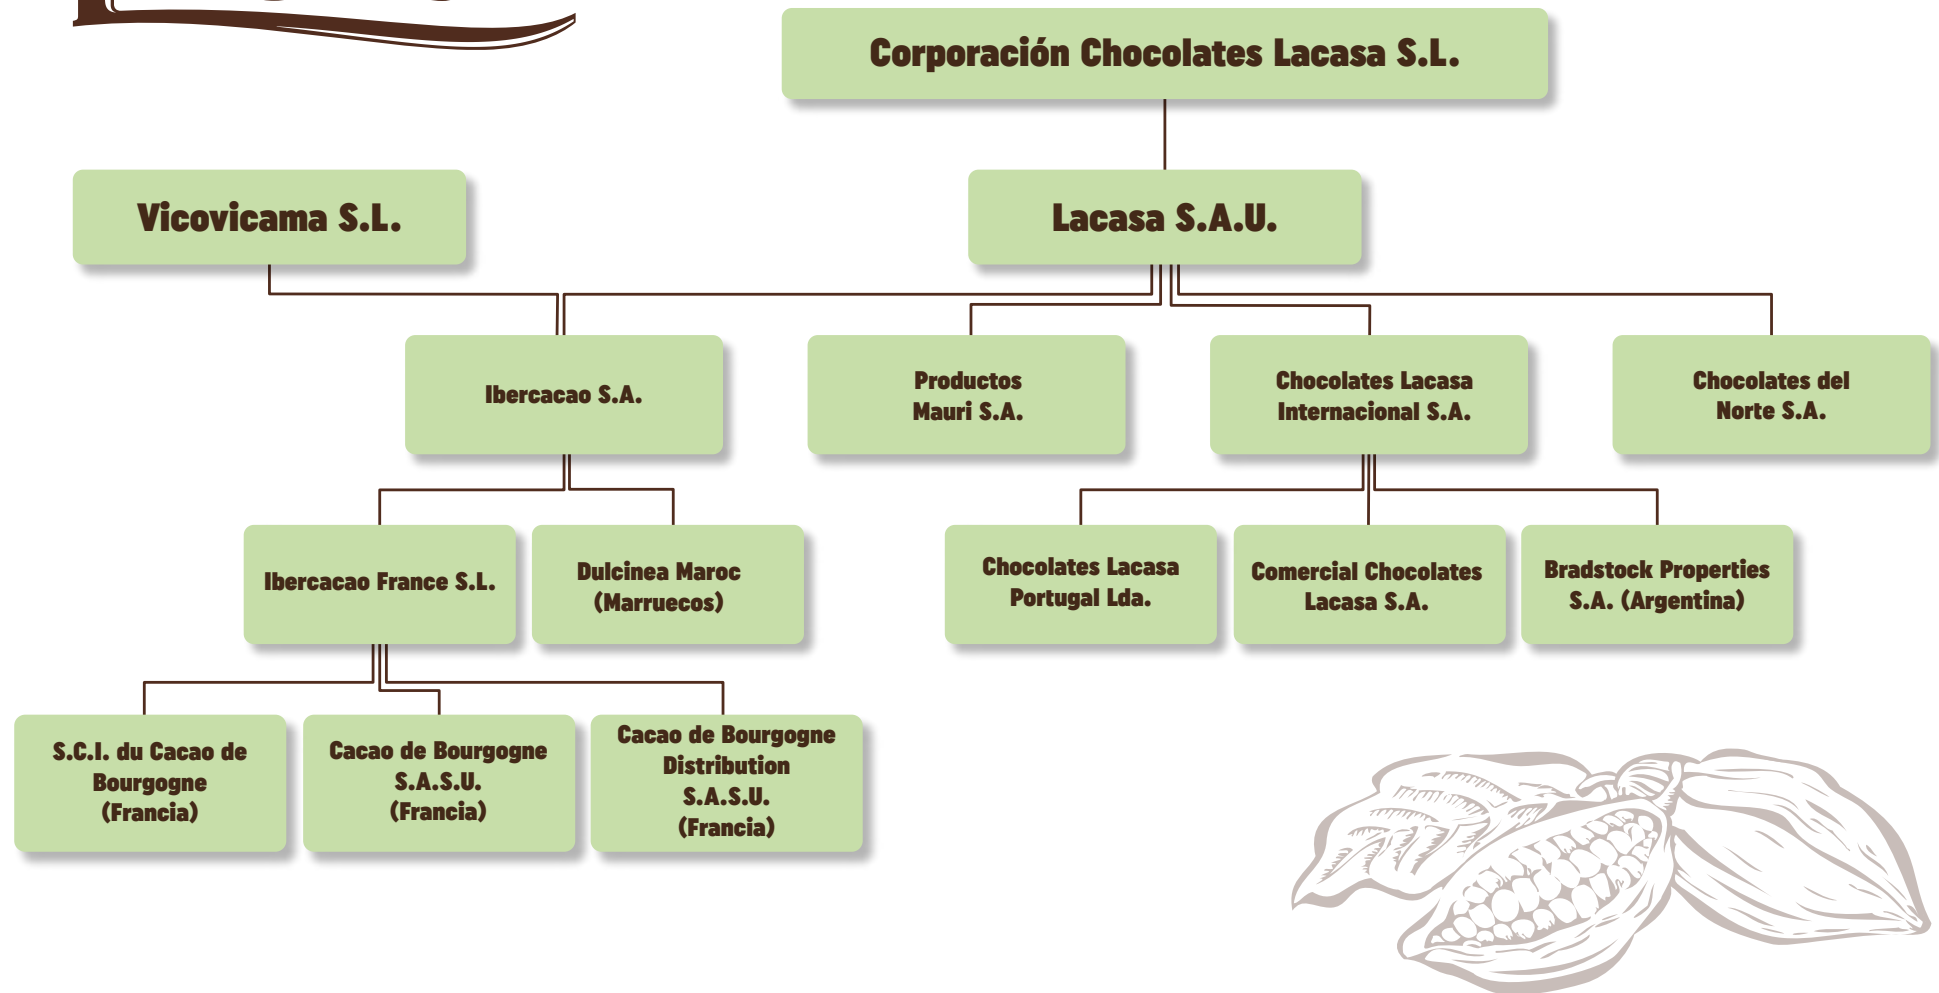 Corporación Chocolates Lacasa S.L.
Vicovicama S.L.
Lacasa S.A.U.
Ibercacao S.A.
Productos
Mauri S.A.
Chocolates Lacasa
Internacional S.A.
Chocolates del
Norte S.A.
Ibercacao France S.L.
Dulcinea Maroc
(Marruecos)
Chocolates Lacasa
Portugal Lda.
Comercial Chocolates
Lacasa S.A.
Bradstock Properties
S.A. (Argentina)
S.C.I. du Cacao de
Bourgogne
(Francia)
Cacao de Bourgogne
S.A.S.U.
(Francia)
Cacao de Bourgogne
Distribution
S.A.S.U.
(Francia)